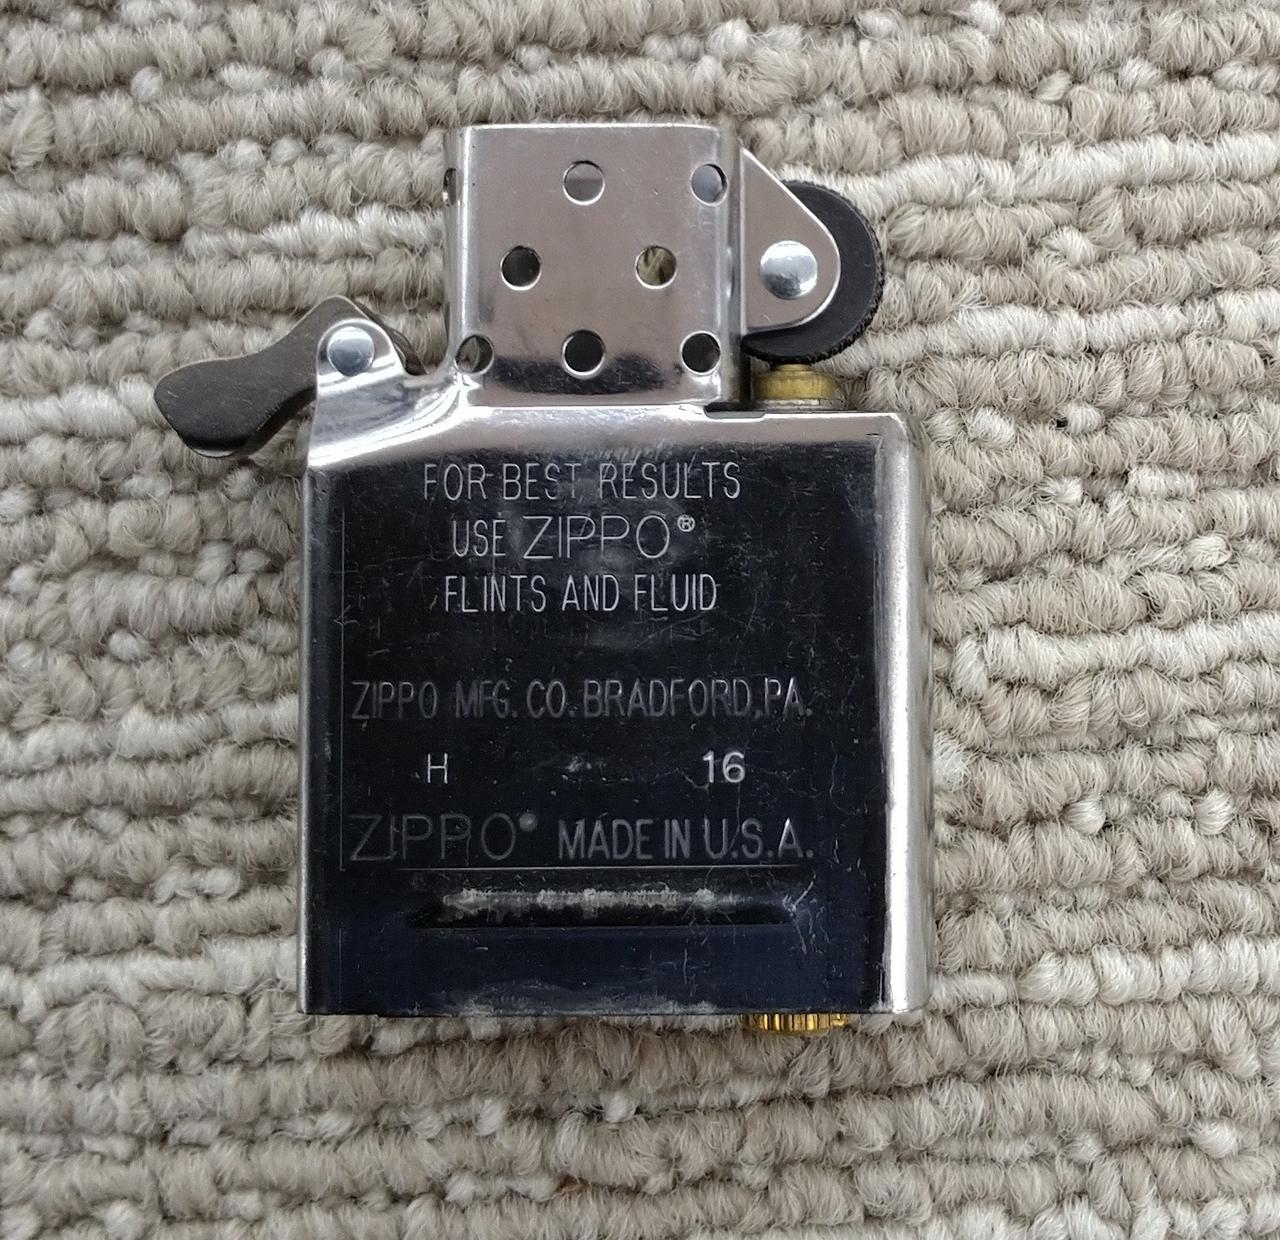 FOR BEST RESULTS
USE ZIPPO®
FLINTS AND FLUID
ZIPPO MFG. CO. BRADFORD, PA.
H 16
ZIPPO® MADE IN U.S.A.